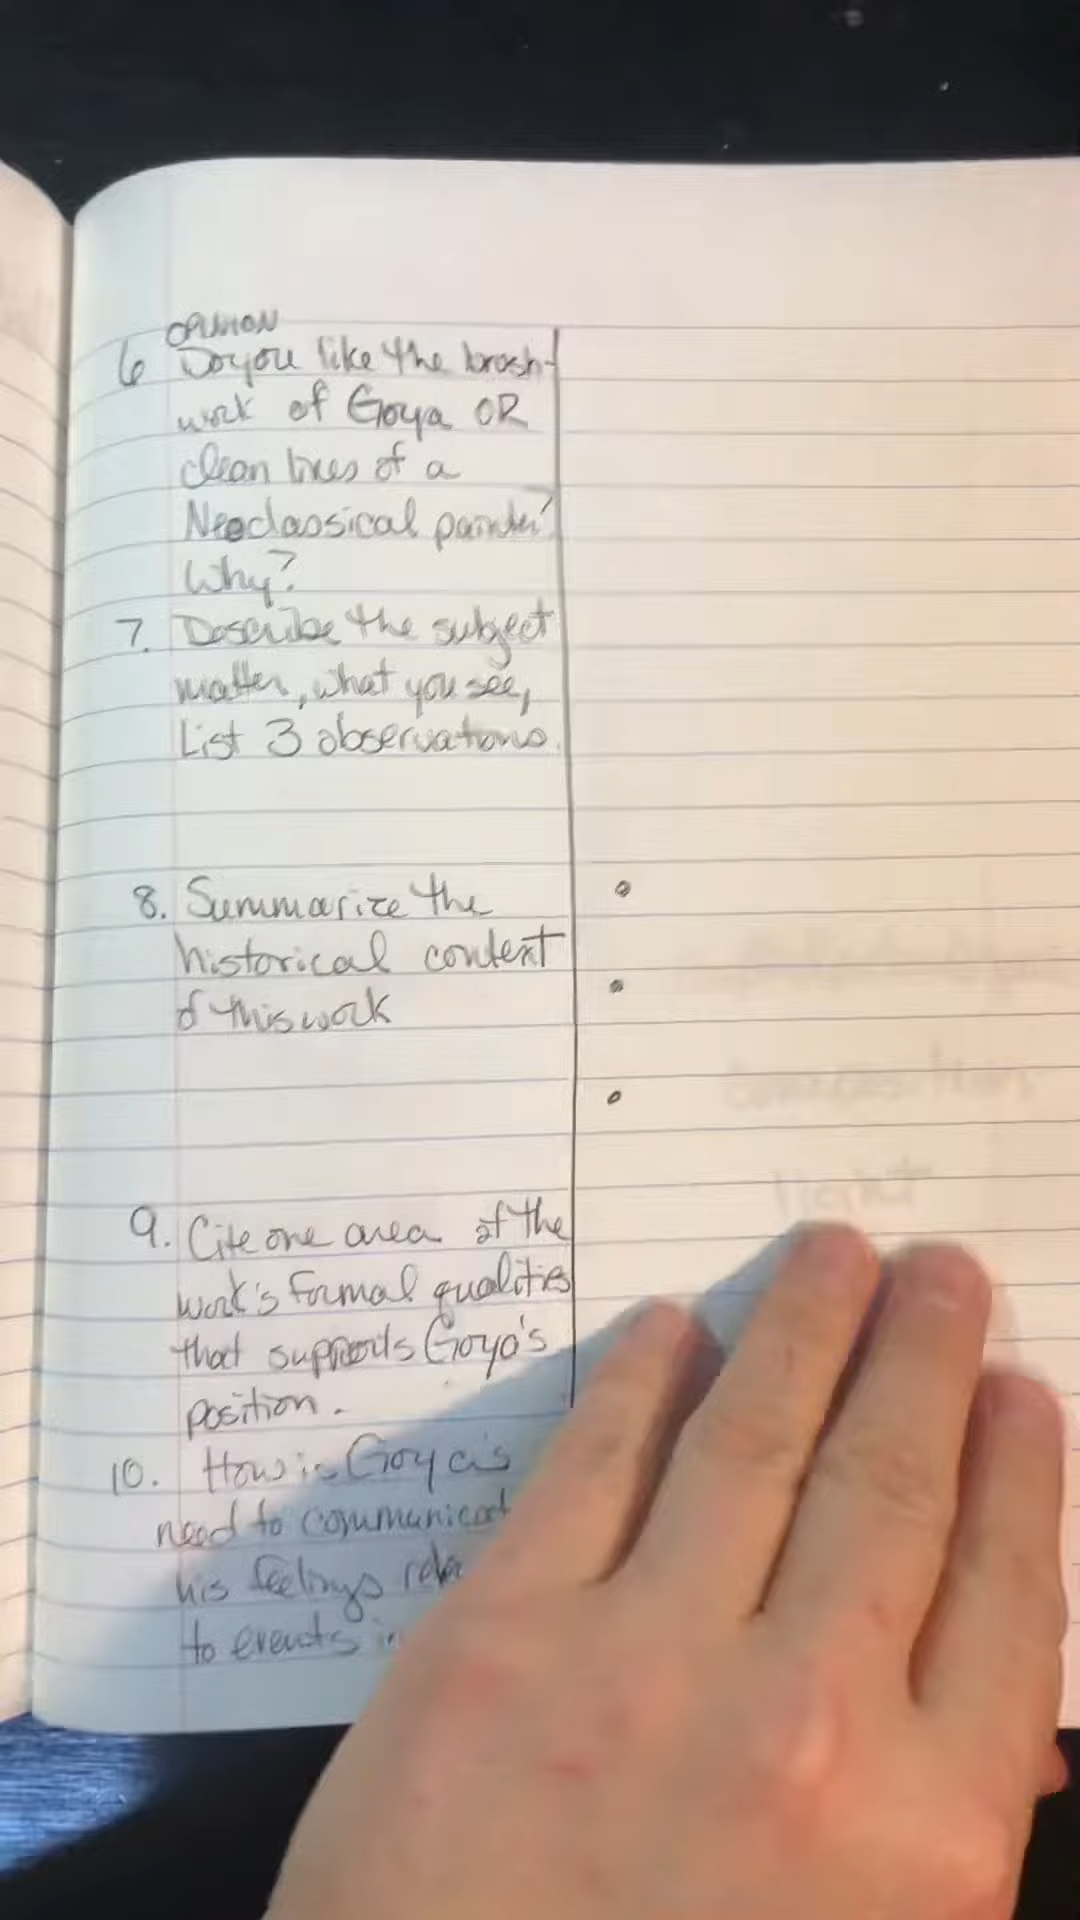 OPINION
6 Do you like the brush-
work of Goya OR
clean lines of a
Neoclassical painter?
Why?
7. Describe the subject
matter, what you see,
List 3 observations.
8. Summarize the
historical context
of this work
9. Cite one area of the
work's formal qualities
that supports Goya's
position.
10. How is Goya's
need to communicat
his feelings
to events
composition
light